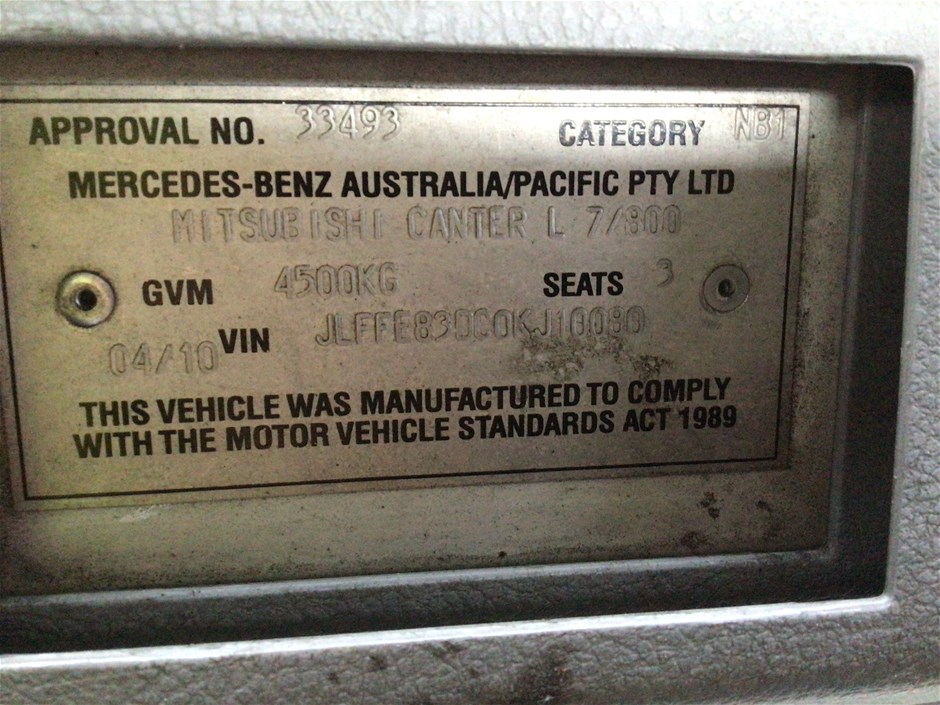 APPROVAL NO. 33493 CATEGORY NB1
MERCEDES-BENZ AUSTRALIA/PACIFIC PTY LTD
MITSUBISHI CANTER L 7/800
GVM 4500KG SEATS 3
04/10 VIN JLFFE83DC0KJ10080
THIS VEHICLE WAS MANUFACTURED TO COMPLY
WITH THE MOTOR VEHICLE STANDARDS ACT 1989